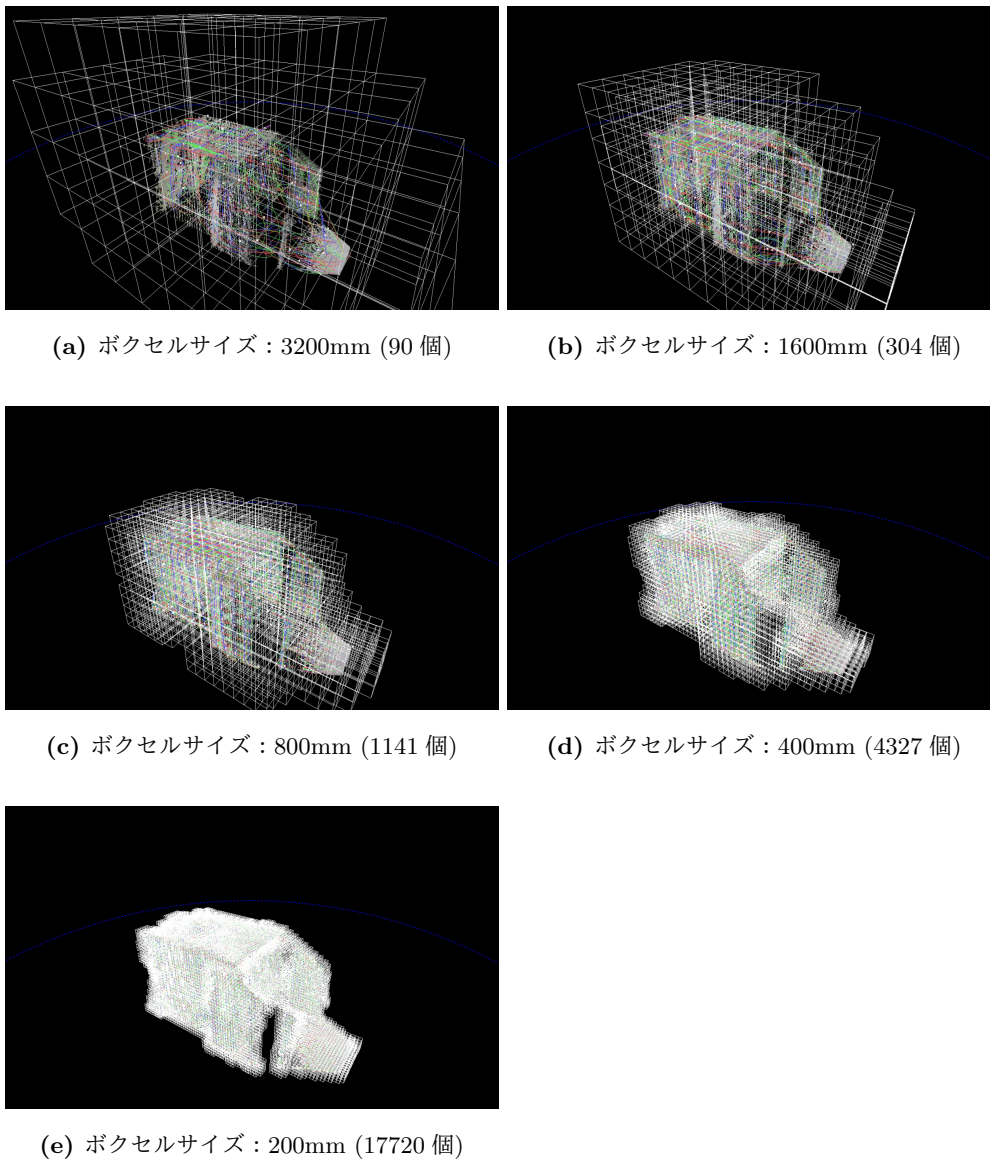 (a) ボクセルサイズ：3200mm (90 個)
(b) ボクセルサイズ：1600mm (304 個)
(c) ボクセルサイズ：800mm (1141 個)
(d) ボクセルサイズ：400mm (4327 個)
(e) ボクセルサイズ：200mm (17720 個)